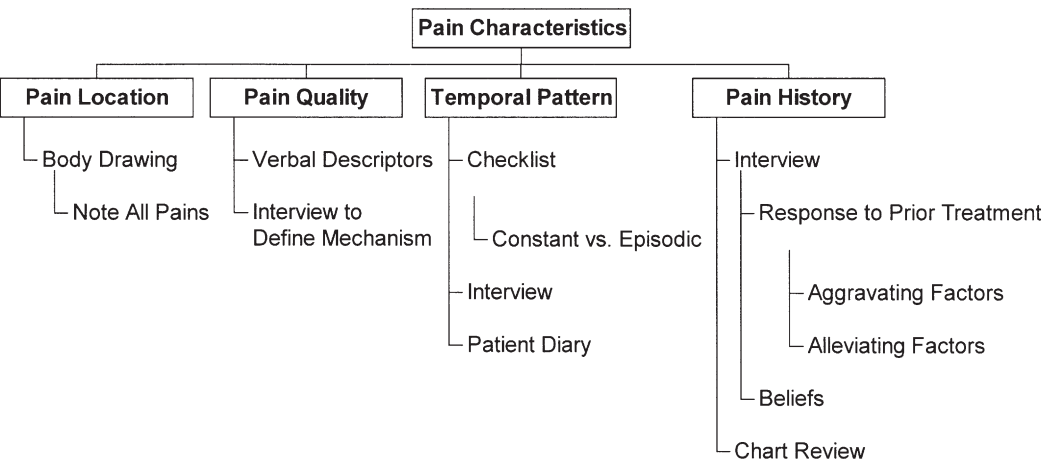 Pain Characteristics
Pain Location
Body Drawing
Note All Pains
Pain Quality
Verbal Descriptors
Interview to
Define Mechanism
Temporal Pattern
Checklist
Constant vs. Episodic
Interview
Patient Diary
Pain History
Interview
Response to Prior Treatment
Aggravating Factors
Alleviating Factors
Beliefs
Chart Review